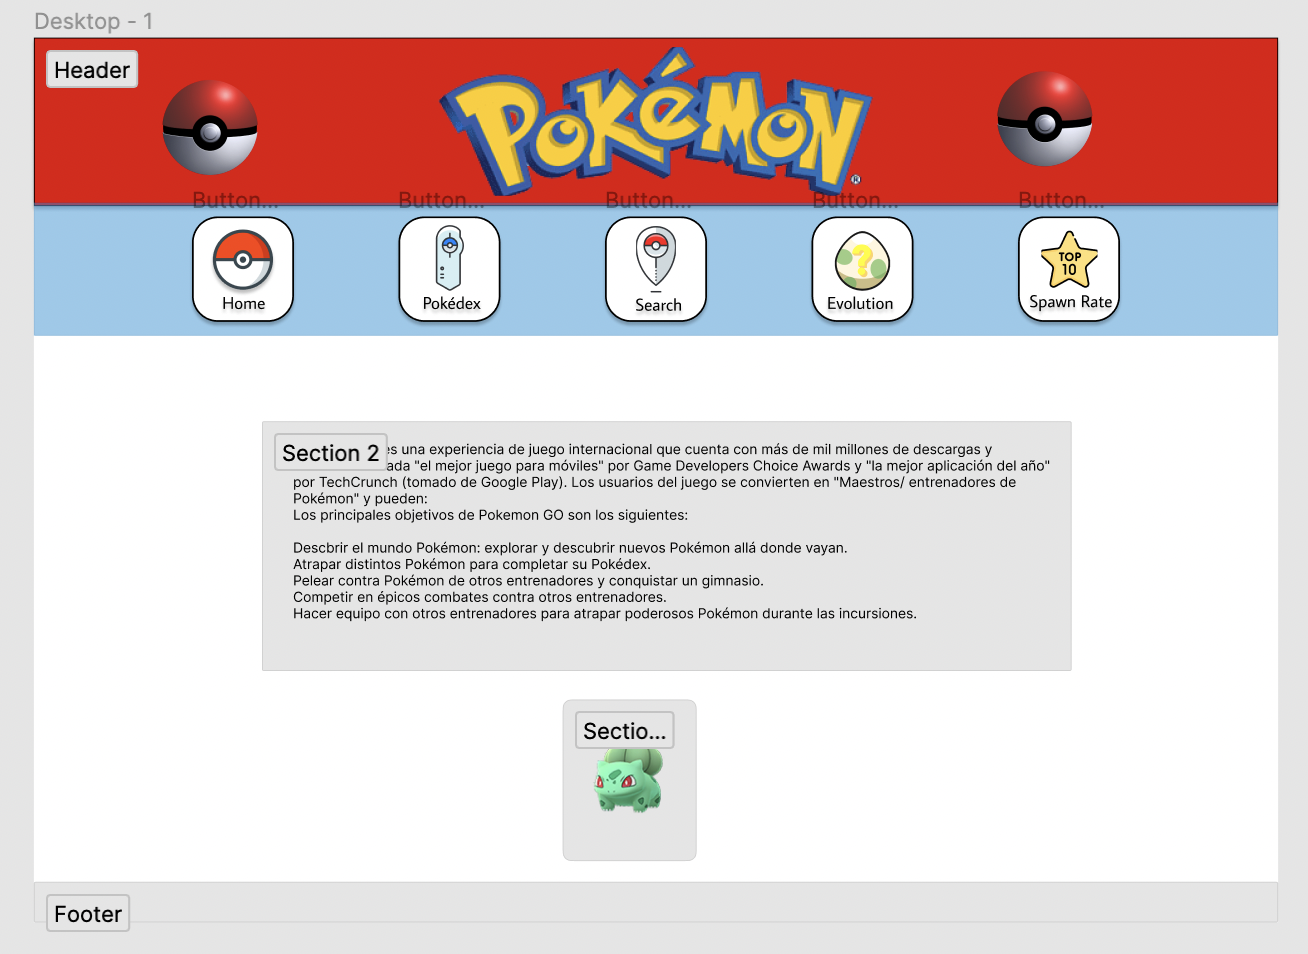 Desktop - 1
Header
POKéMON
®
Button... Button... Button... Button... Button...
TOP
10
Home Pokédex Search Evolution Spawn Rate
Section 2
es una experiencia de juego internacional que cuenta con más de mil millones de descargas y
ada "el mejor juego para móviles" por Game Developers Choice Awards y "la mejor aplicación del año"
por TechCrunch (tomado de Google Play). Los usuarios del juego se convierten en "Maestros/ entrenadores de
Pokémon" y pueden:
Los principales objetivos de Pokemon GO son los siguientes:
Descbrir el mundo Pokémon: explorar y descubrir nuevos Pokémon allá donde vayan.
Atrapar distintos Pokémon para completar su Pokédex.
Pelear contra Pokémon de otros entrenadores y conquistar un gimnasio.
Competir en épicos combates contra otros entrenadores.
Hacer equipo con otros entrenadores para atrapar poderosos Pokémon durante las incursiones.
Sectio...
Footer